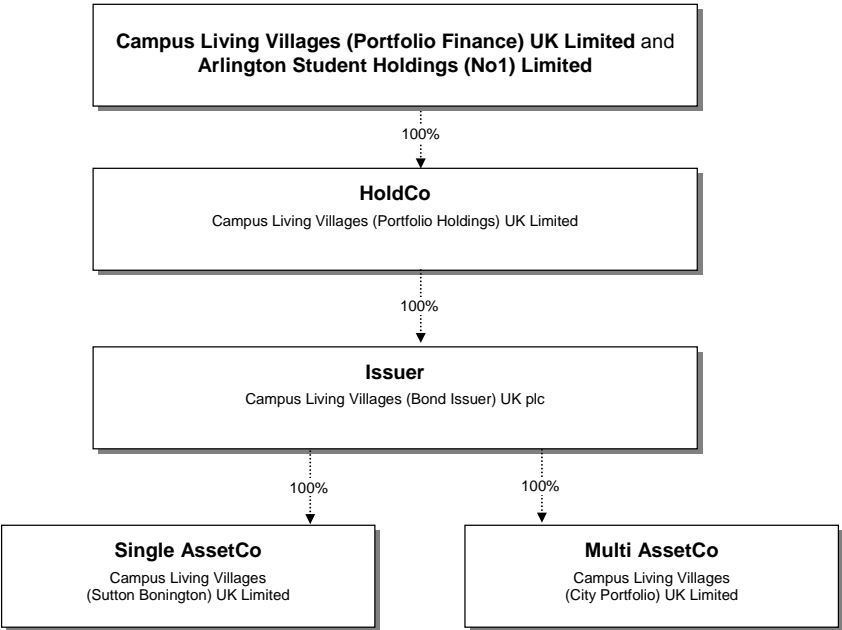 Campus Living Villages (Portfolio Finance) UK Limited and
Arlington Student Holdings (No1) Limited
100%
HoldCo
Campus Living Villages (Portfolio Holdings) UK Limited
100%
Issuer
Campus Living Villages (Bond Issuer) UK plc
100%
100%
Single AssetCo
Campus Living Villages
(Sutton Bonington) UK Limited
Multi AssetCo
Campus Living Villages
(City Portfolio) UK Limited